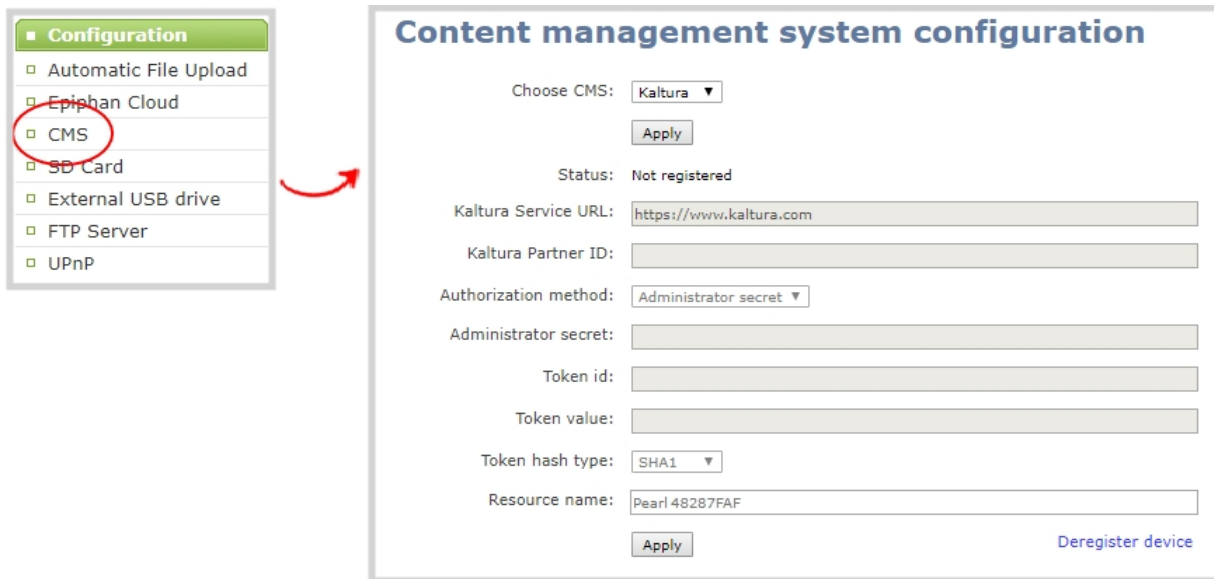 Configuration
Automatic File Upload
Epiphan Cloud
CMS
SD Card
External USB drive
FTP Server
UPnP
Content management system configuration
Choose CMS: Kaltura
Apply
Status: Not registered
Kaltura Service URL: https://www.kaltura.com
Kaltura Partner ID:
Authorization method: Administrator secret
Administrator secret:
Token id:
Token value:
Token hash type: SHA1
Resource name: Pearl 48287FAF
Apply Deregister device